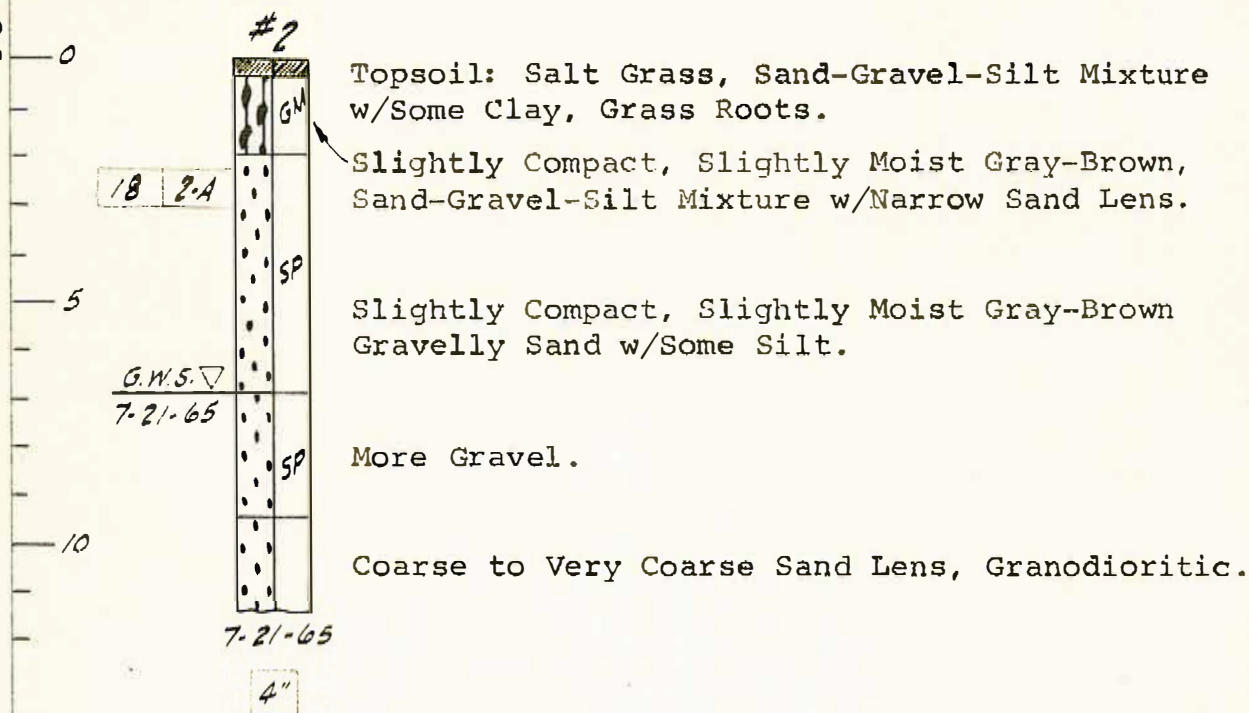 #2
0
Topsoil: Salt Grass, Sand-Gravel-Silt Mixture
w/Some Clay, Grass Roots.
GM
Slightly Compact, Slightly Moist Gray-Brown,
Sand-Gravel-Silt Mixture w/Narrow Sand Lens.
18 2-A
SP
5
Slightly Compact, Slightly Moist Gray-Brown
Gravelly Sand w/Some Silt.
G.W.S.
7-21-65
SP
More Gravel.
10
Coarse to Very Coarse Sand Lens, Granodioritic.
7-21-65
4"